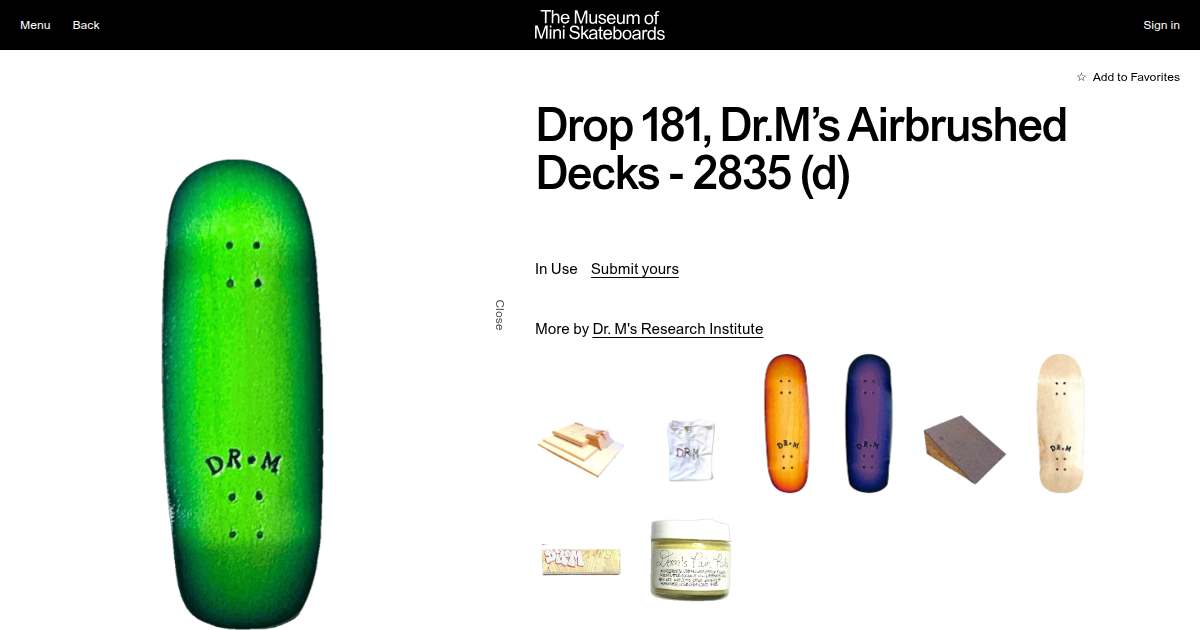 Menu
Back
The Museum of
Mini Skateboards
Sign in
☆ Add to Favorites
Drop 181, Dr.M’s Airbrushed
Decks - 2835 (d)
In Use Submit yours
Close
More by Dr. M's Research Institute
DR•M
DR•M
DR•M
DR•M
DR•M